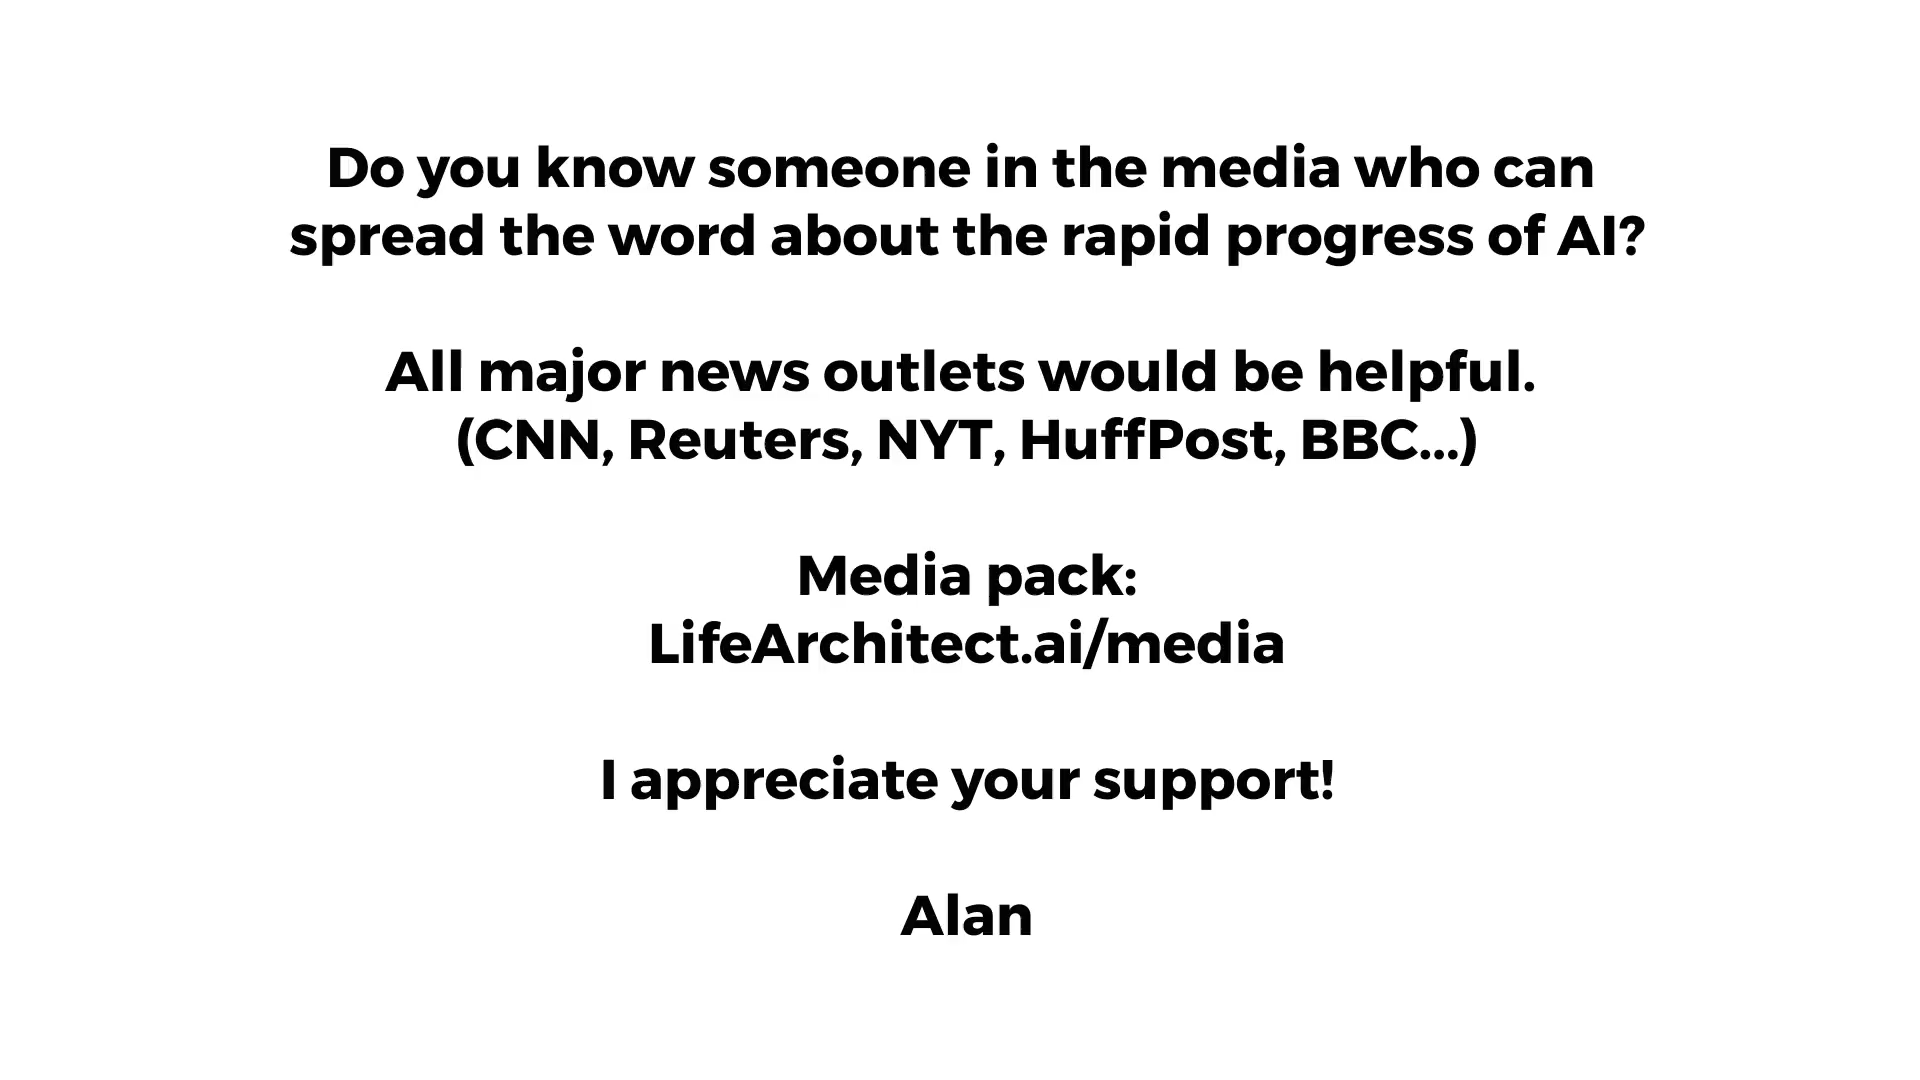 Do you know someone in the media who can
spread the word about the rapid progress of AI?
All major news outlets would be helpful.
(CNN, Reuters, NYT, HuffPost, BBC...)
Media pack:
LifeArchitect.ai/media
I appreciate your support!
Alan